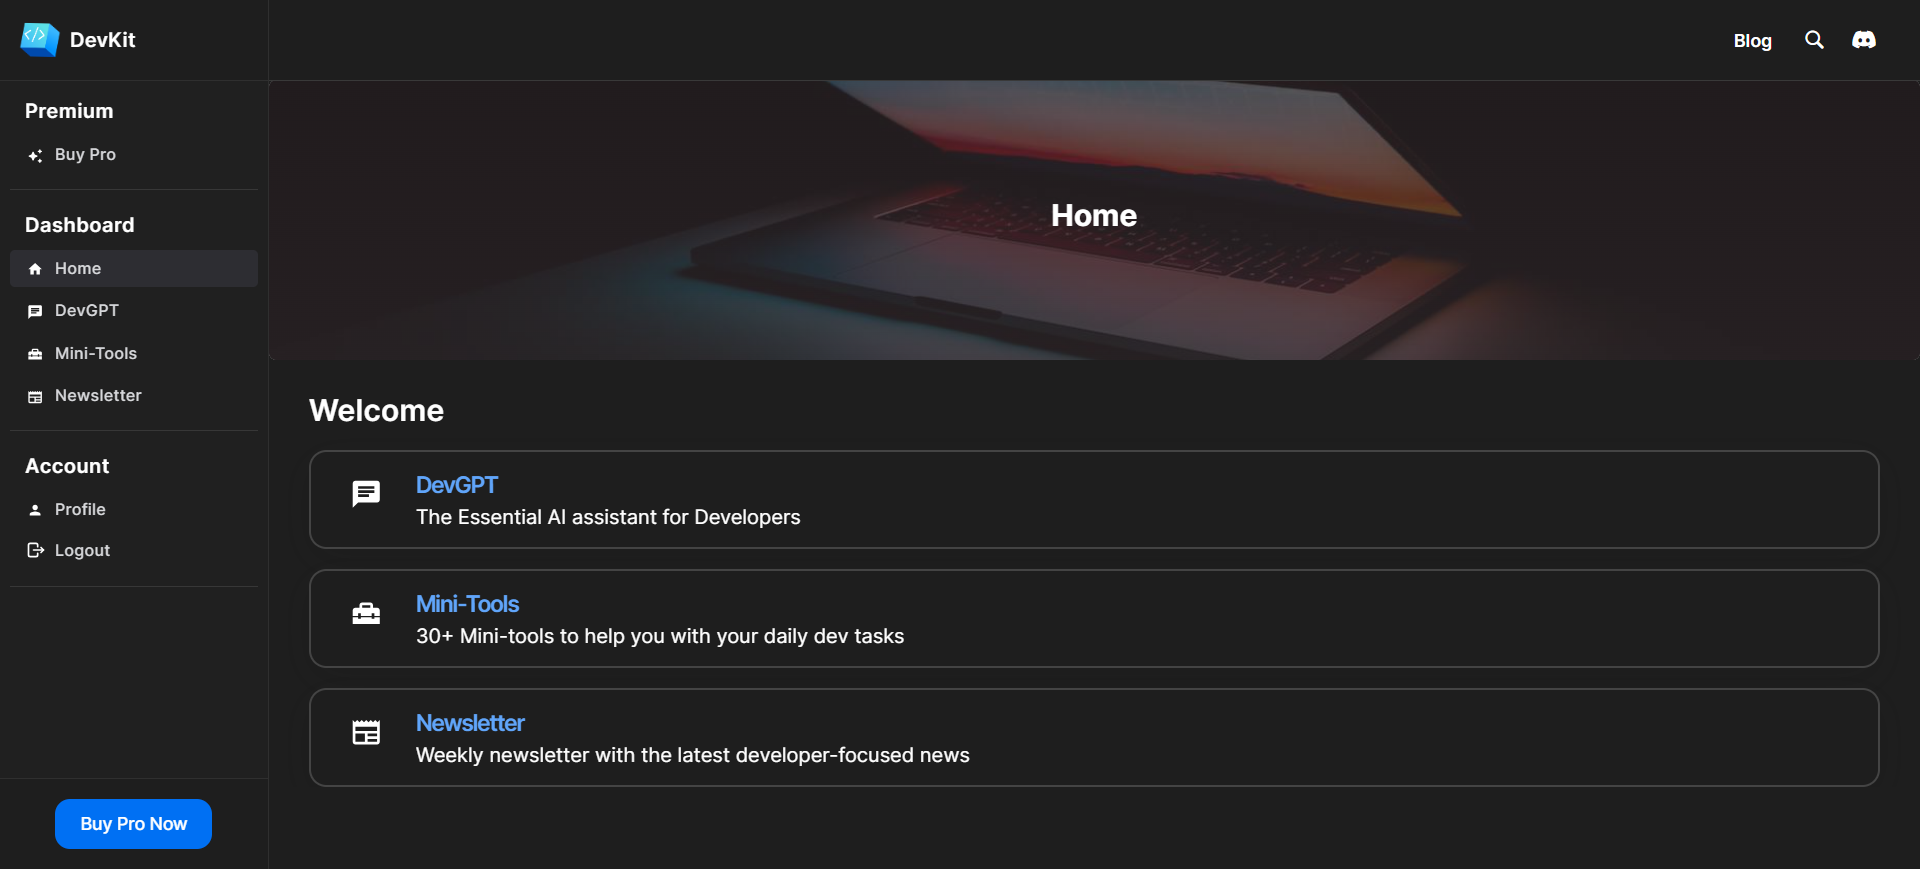 DevKit
Blog
Premium
Buy Pro
Dashboard
Home
DevGPT
Mini-Tools
Newsletter
Account
Profile
Logout
Buy Pro Now
Home
Welcome
DevGPT
The Essential AI assistant for Developers
Mini-Tools
30+ Mini-tools to help you with your daily dev tasks
Newsletter
Weekly newsletter with the latest developer-focused news